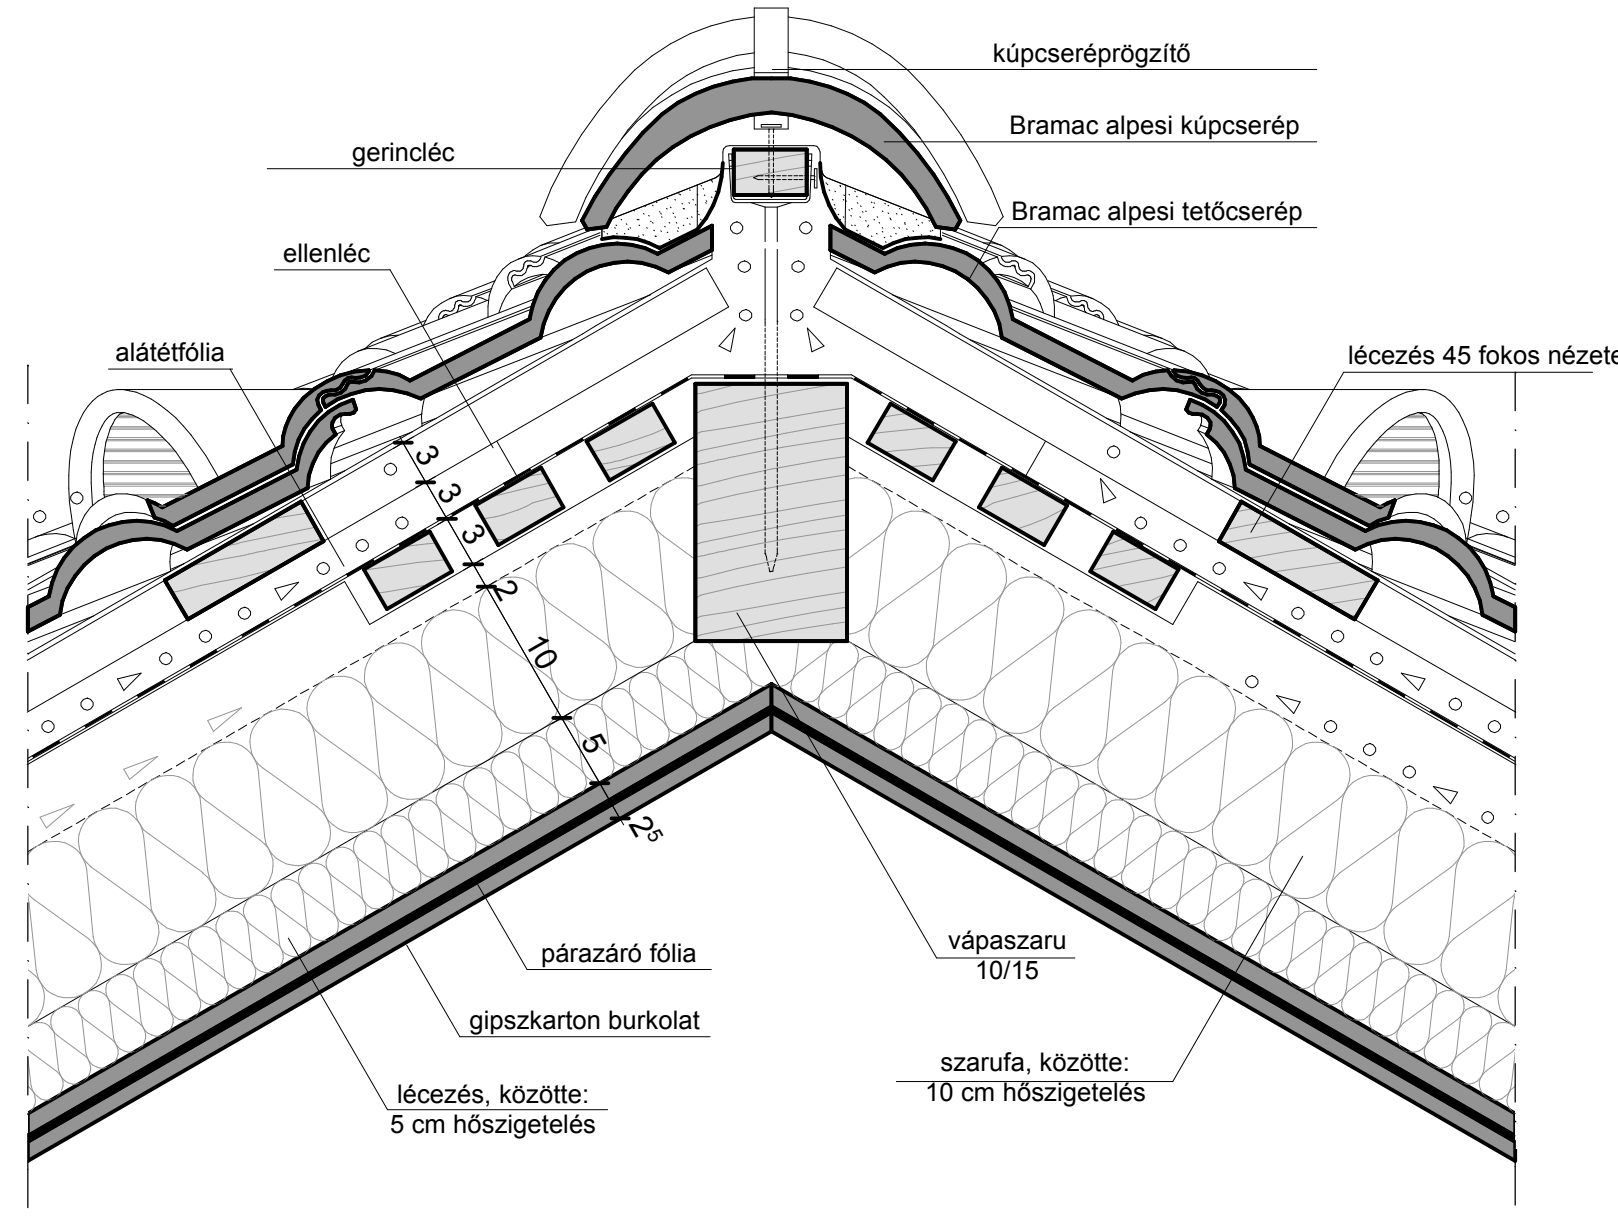 kúpcseréprögzítő
Bramac alpesi kúpcserép
gerincléc
Bramac alpesi tetőcserép
ellenléc
alátétfólia
lécezés 45 fokos nézete
3
3
3
2
10
5
2⁵
párazáró fólia
vápaszaru
10/15
gipszkarton burkolat
szarufa, közötte:
10 cm hőszigetelés
lécezés, közötte:
5 cm hőszigetelés